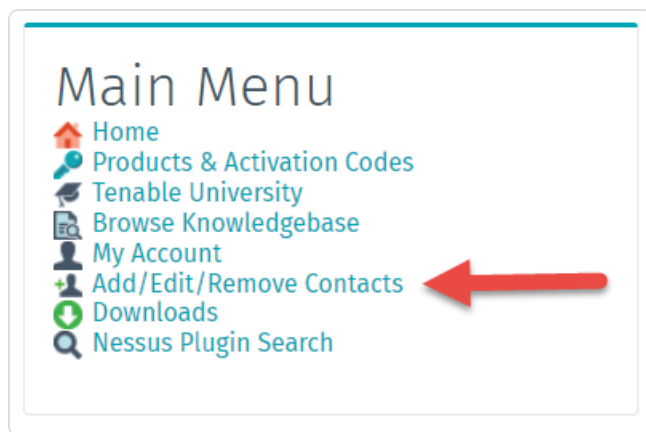 Main Menu
Home
Products & Activation Codes
Tenable University
Browse Knowledgebase
My Account
Add/Edit/Remove Contacts
Downloads
Nessus Plugin Search